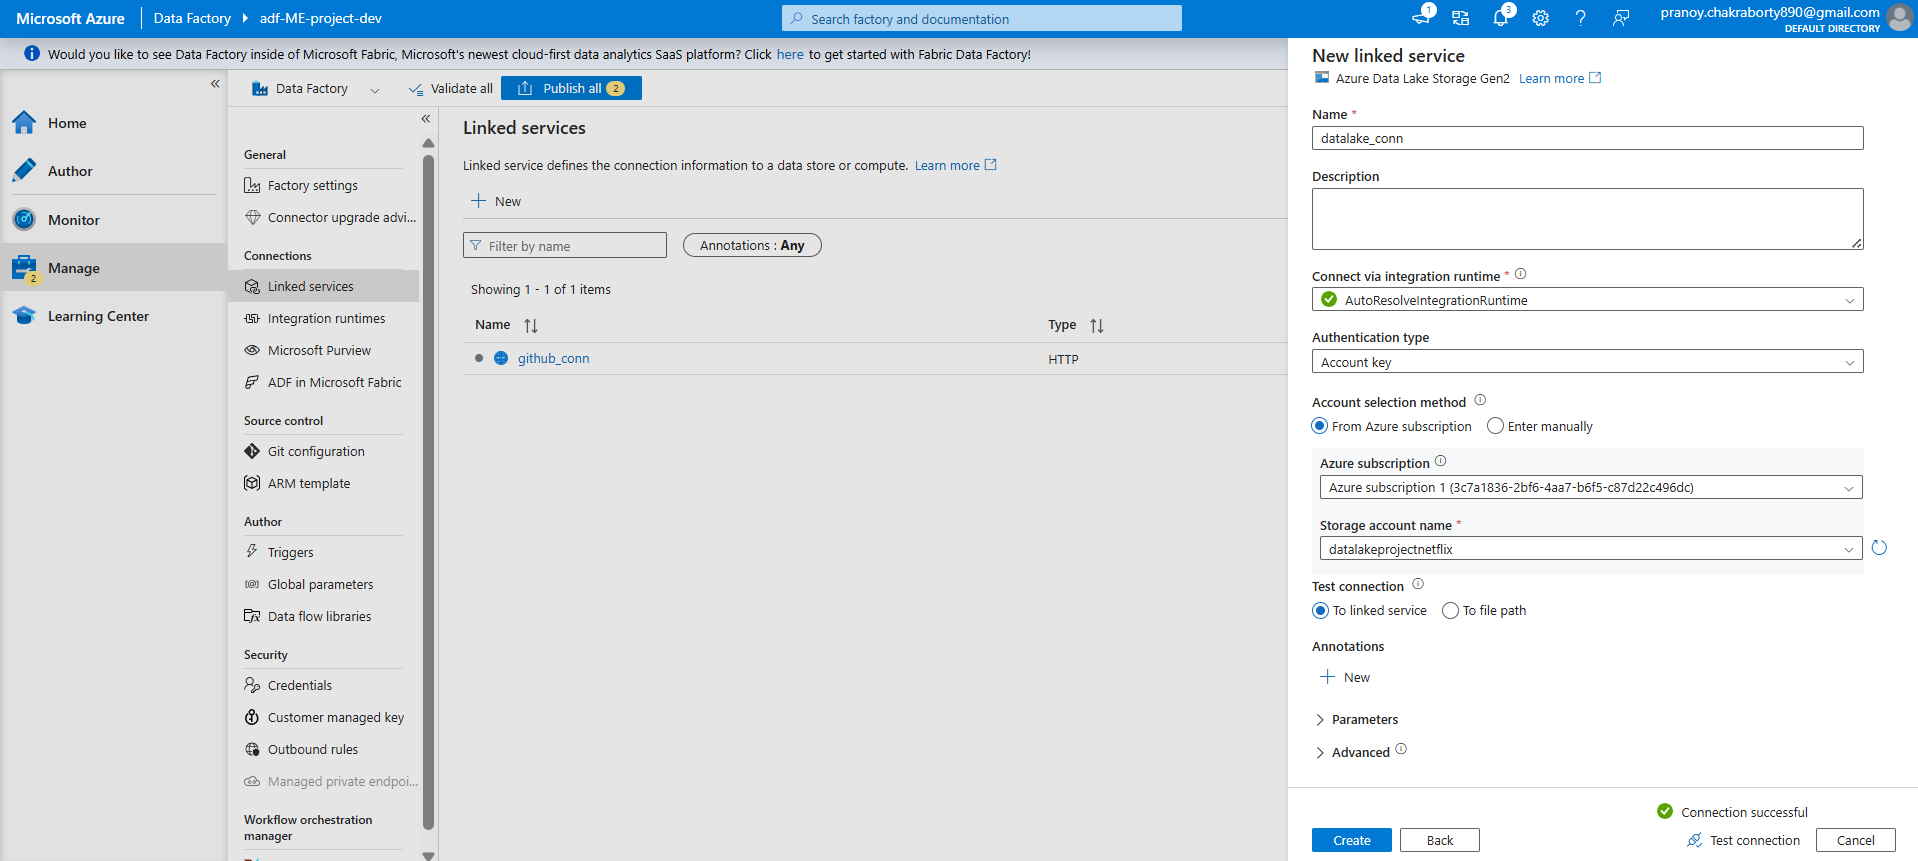 Microsoft Azure
Data Factory
adf-ME-project-dev
Search factory and documentation
1
3
pranoy.chakraborty890@gmail.com
DEFAULT DIRECTORY
Would you like to see Data Factory inside of Microsoft Fabric, Microsoft's newest cloud-first data analytics SaaS platform? Click here to get started with Fabric Data Factory!
Home
Author
Monitor
Manage
2
Learning Center
Data Factory
Validate all
Publish all 2
General
Factory settings
Connector upgrade advi...
Connections
Linked services
Integration runtimes
Microsoft Purview
ADF in Microsoft Fabric
Source control
Git configuration
ARM template
Author
Triggers
Global parameters
Data flow libraries
Security
Credentials
Customer managed key
Outbound rules
Managed private endpoi...
Workflow orchestration
manager
Linked services
Linked service defines the connection information to a data store or compute. Learn more
New
Filter by name
Annotations : Any
Showing 1 - 1 of 1 items
Name Type
github_conn HTTP
New linked service
Azure Data Lake Storage Gen2 Learn more
Name *
datalake_conn
Description
Connect via integration runtime *
AutoResolveIntegrationRuntime
Authentication type
Account key
Account selection method
From Azure subscription Enter manually
Azure subscription
Azure subscription 1 (3c7a1836-2bf6-4aa7-b6f5-c87d22c496dc)
Storage account name *
datalakeprojectnetflix
Test connection
To linked service To file path
Annotations
New
Parameters
Advanced
Connection successful
Create Back Test connection Cancel